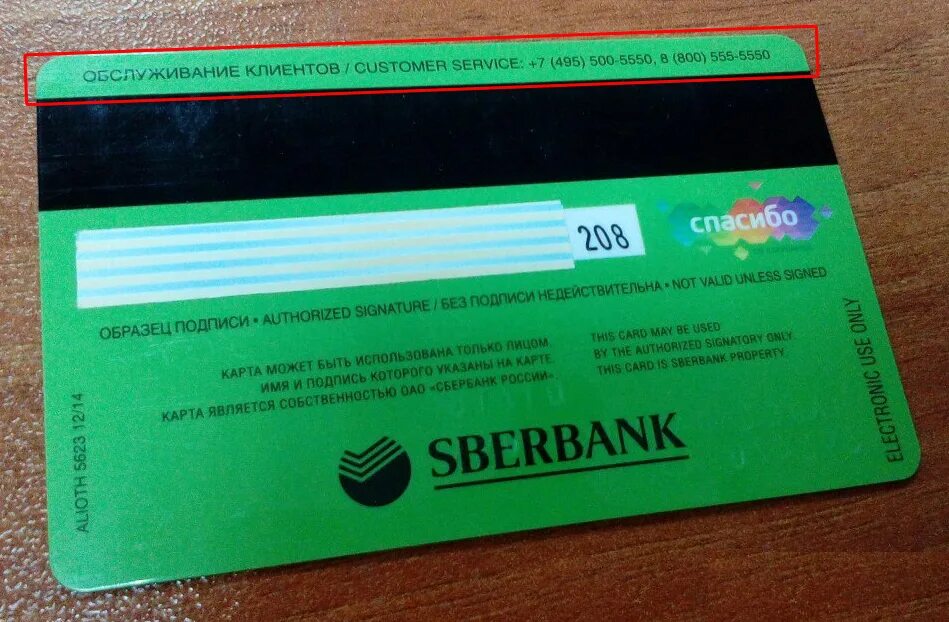 ОБСЛУЖИВАНИЕ КЛИЕНТОВ / CUSTOMER SERVICE: +7 (495) 500-5550, 8 (800) 555-5550
208
спасибо
ОБРАЗЕЦ ПОДПИСИ • AUTHORIZED SIGNATURE / БЕЗ ПОДПИСИ НЕДЕЙСТВИТЕЛЬНА • NOT VALID UNLESS SIGNED
КАРТА МОЖЕТ БЫТЬ ИСПОЛЬЗОВАНА ТОЛЬКО ЛИЦОМ
ИМЯ И ПОДПИСЬ КОТОРОГО УКАЗАНЫ НА КАРТЕ.
КАРТА ЯВЛЯЕТСЯ СОБСТВЕННОСТЬЮ ОАО «СБЕРБАНК РОССИИ».
THIS CARD MAY BE USED
BY THE AUTHORIZED SIGNATORY ONLY.
THIS CARD IS SBERBANK PROPERTY.
SBERBANK
ALIOTH 5623 12/14
ELECTRONIC USE ONLY